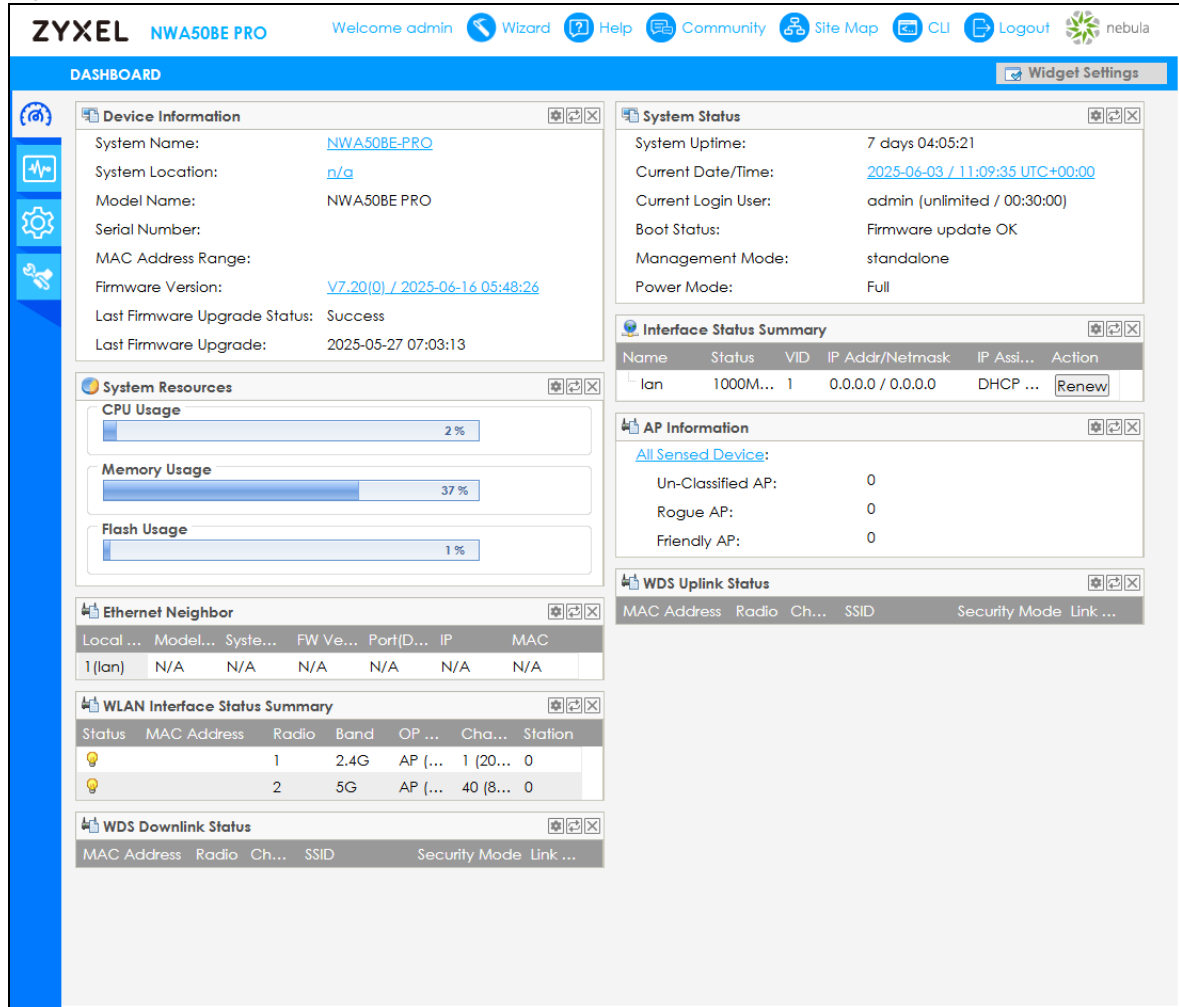 ZYXEL NWA50BE PRO Welcome admin Wizard Help Community Site Map CLI Logout nebula
DASHBOARD Widget Settings
Device Information
System Name: NWA50BE-PRO
System Location: n/a
Model Name: NWA50BE PRO
Serial Number:
MAC Address Range:
Firmware Version: V7.20(0) / 2025-06-16 05:48:26
Last Firmware Upgrade Status: Success
Last Firmware Upgrade: 2025-05-27 07:03:13
System Resources
CPU Usage
2 %
Memory Usage
37 %
Flash Usage
1 %
Ethernet Neighbor
Local ... Model... Syste... FW Ve... Port(D... IP MAC
1(lan) N/A N/A N/A N/A N/A N/A
WLAN Interface Status Summary
Status MAC Address Radio Band OP ... Cha... Station
1 2.4G AP (... 1 (20... 0
2 5G AP (... 40 (8... 0
WDS Downlink Status
MAC Address Radio Ch... SSID Security Mode Link ...
System Status
System Uptime: 7 days 04:05:21
Current Date/Time: 2025-06-03 / 11:09:35 UTC+00:00
Current Login User: admin (unlimited / 00:30:00)
Boot Status: Firmware update OK
Management Mode: standalone
Power Mode: Full
Interface Status Summary
Name Status VID IP Addr/Netmask IP Assi... Action
lan 1000M... 1 0.0.0.0 / 0.0.0.0 DHCP ... Renew
AP Information
All Sensed Device:
Un-Classified AP: 0
Rogue AP: 0
Friendly AP: 0
WDS Uplink Status
MAC Address Radio Ch... SSID Security Mode Link ...